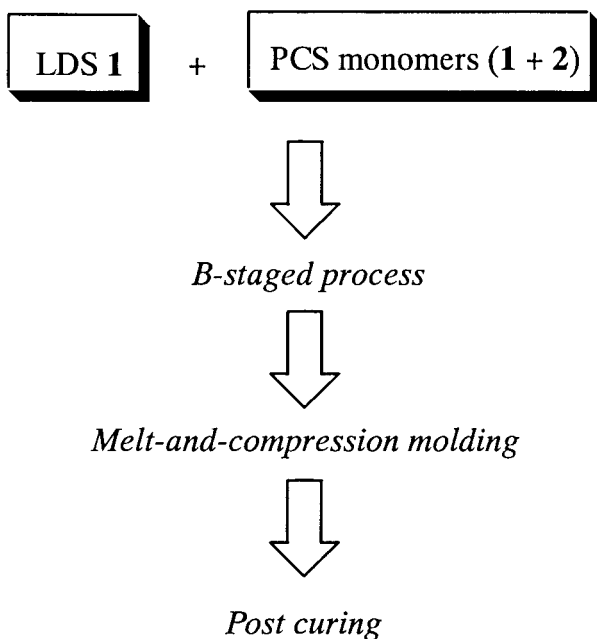 LDS 1 + PCS monomers (1 + 2)
B-staged process
Melt-and-compression molding
Post curing